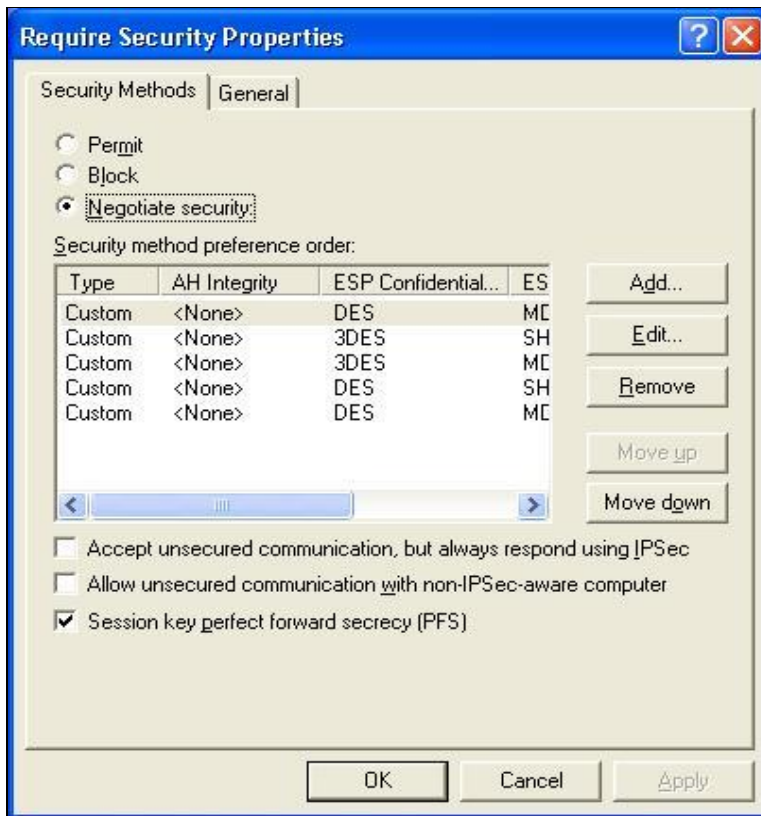 Require Security Properties
Security Methods General
Permit
Block
Negotiate security:
Security method preference order:
Type AH Integrity ESP Confidential... ES
Custom <None> DES MD
Custom <None> 3DES SH
Custom <None> 3DES MD
Custom <None> DES SH
Custom <None> DES MD
Add...
Edit...
Remove
Move up
Move down
Accept unsecured communication, but always respond using IPSec
Allow unsecured communication with non-IPSec-aware computer
Session key perfect forward secrecy (PFS)
OK Cancel Apply